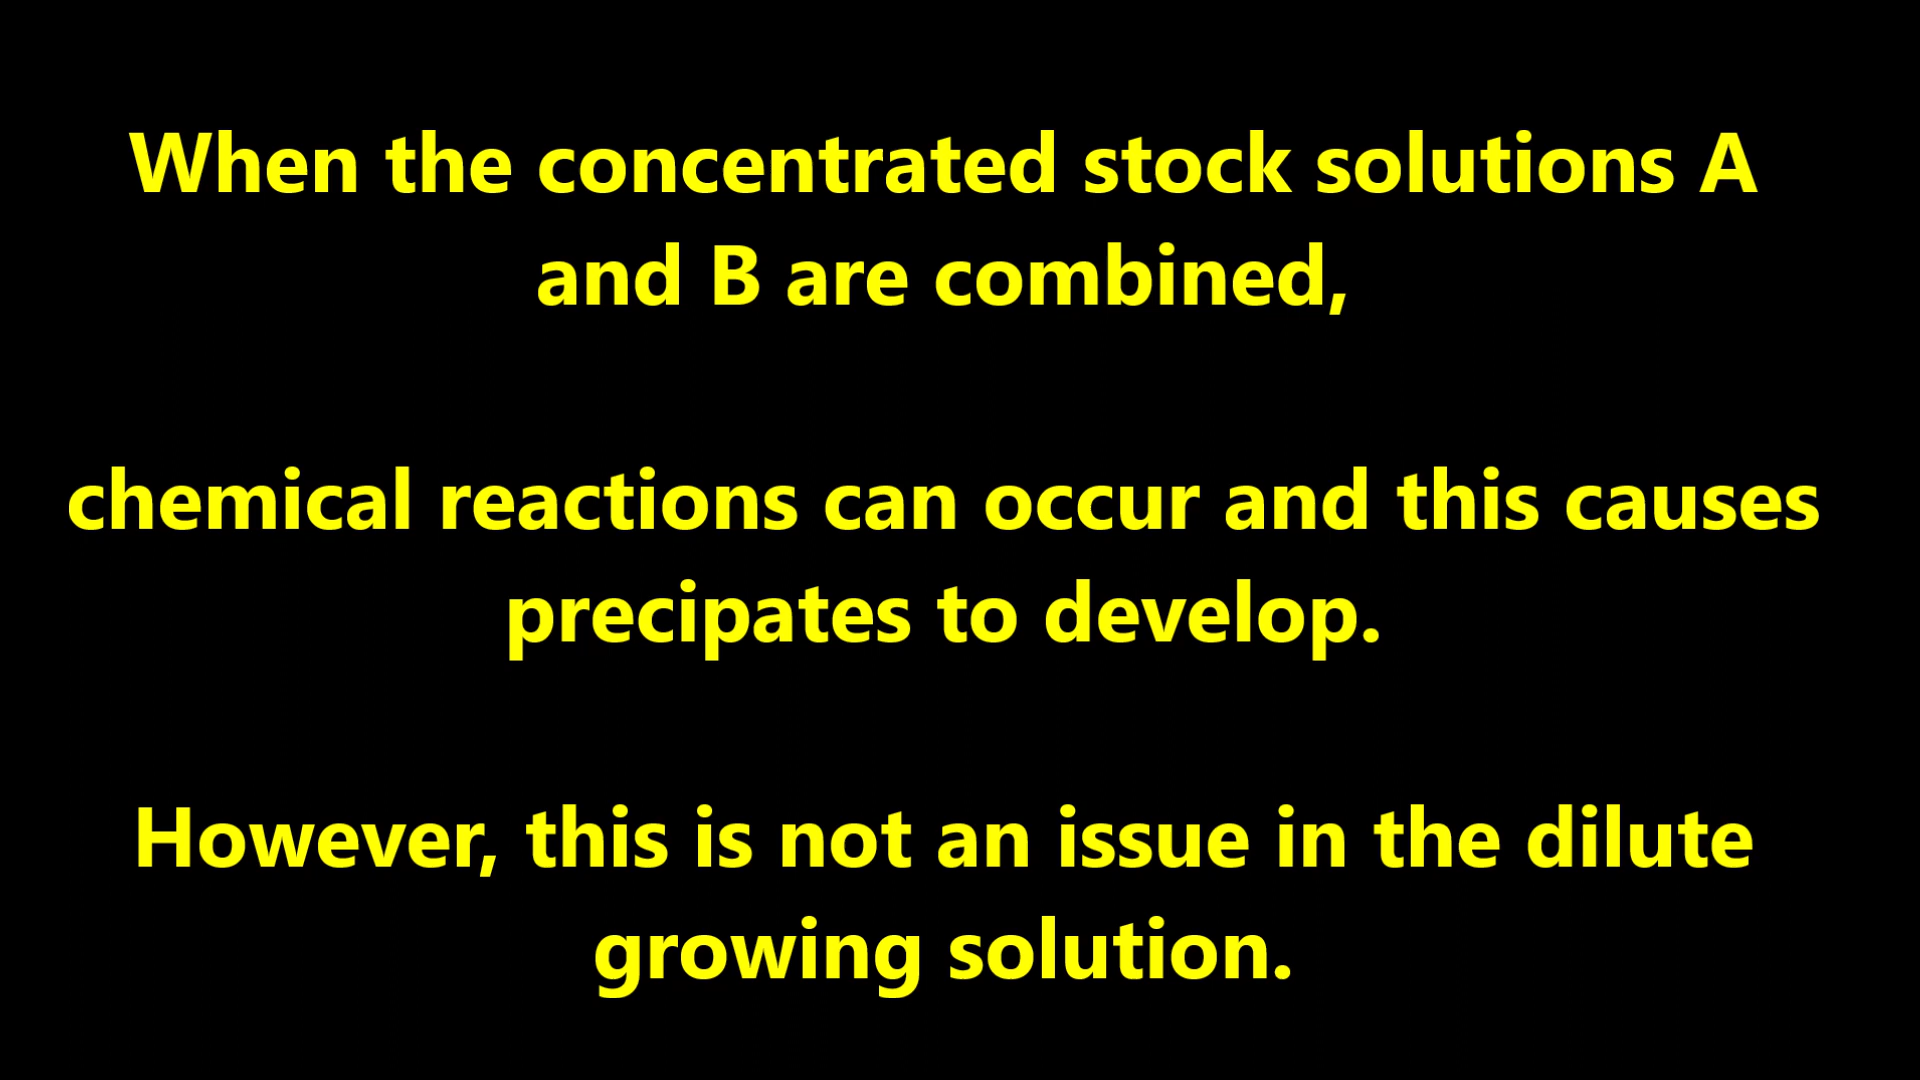 When the concentrated stock solutions A
and B are combined,
chemical reactions can occur and this causes
precipates to develop.
However, this is not an issue in the dilute
growing solution.